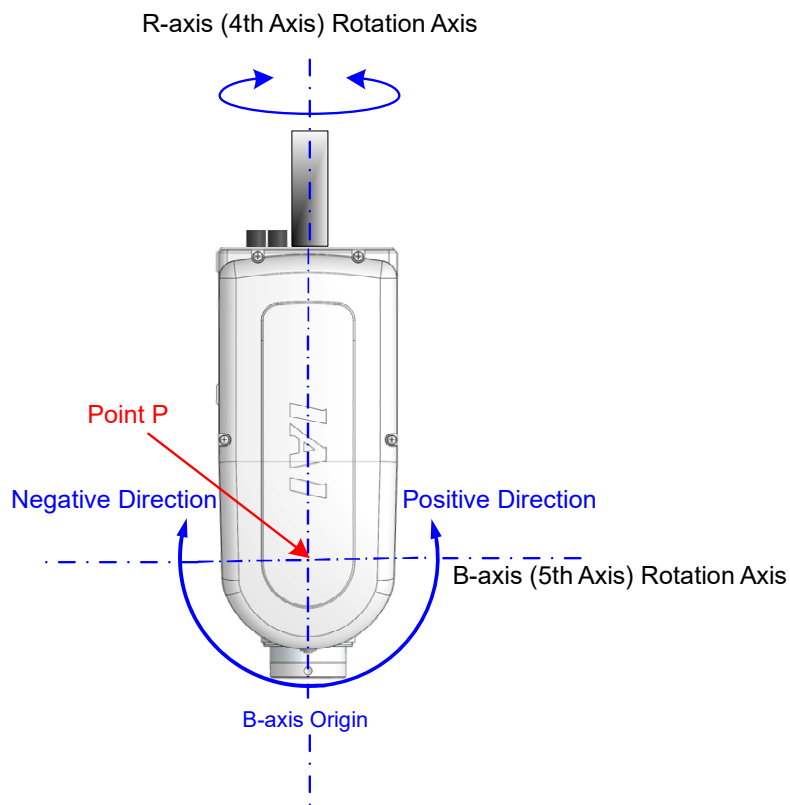 R-axis (4th Axis) Rotation Axis
IAI
Point P
Negative Direction
Positive Direction
B-axis (5th Axis) Rotation Axis
B-axis Origin